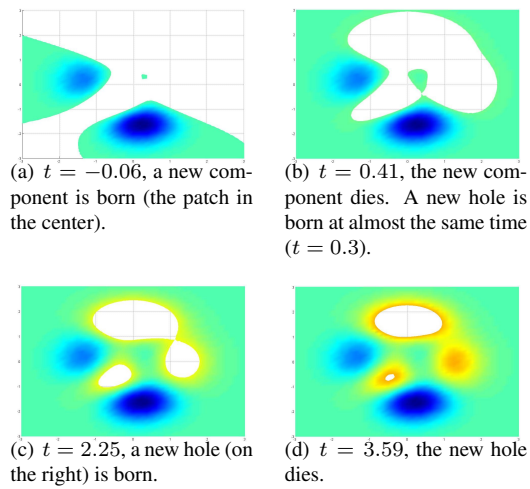 (a) t = −0.06, a new com-
ponent is born (the patch in
the center).
(b) t = 0.41, the new com-
ponent dies. A new hole is
born at almost the same time
(t = 0.3).
(c) t = 2.25, a new hole (on
the right) is born.
(d) t = 3.59, the new hole
dies.